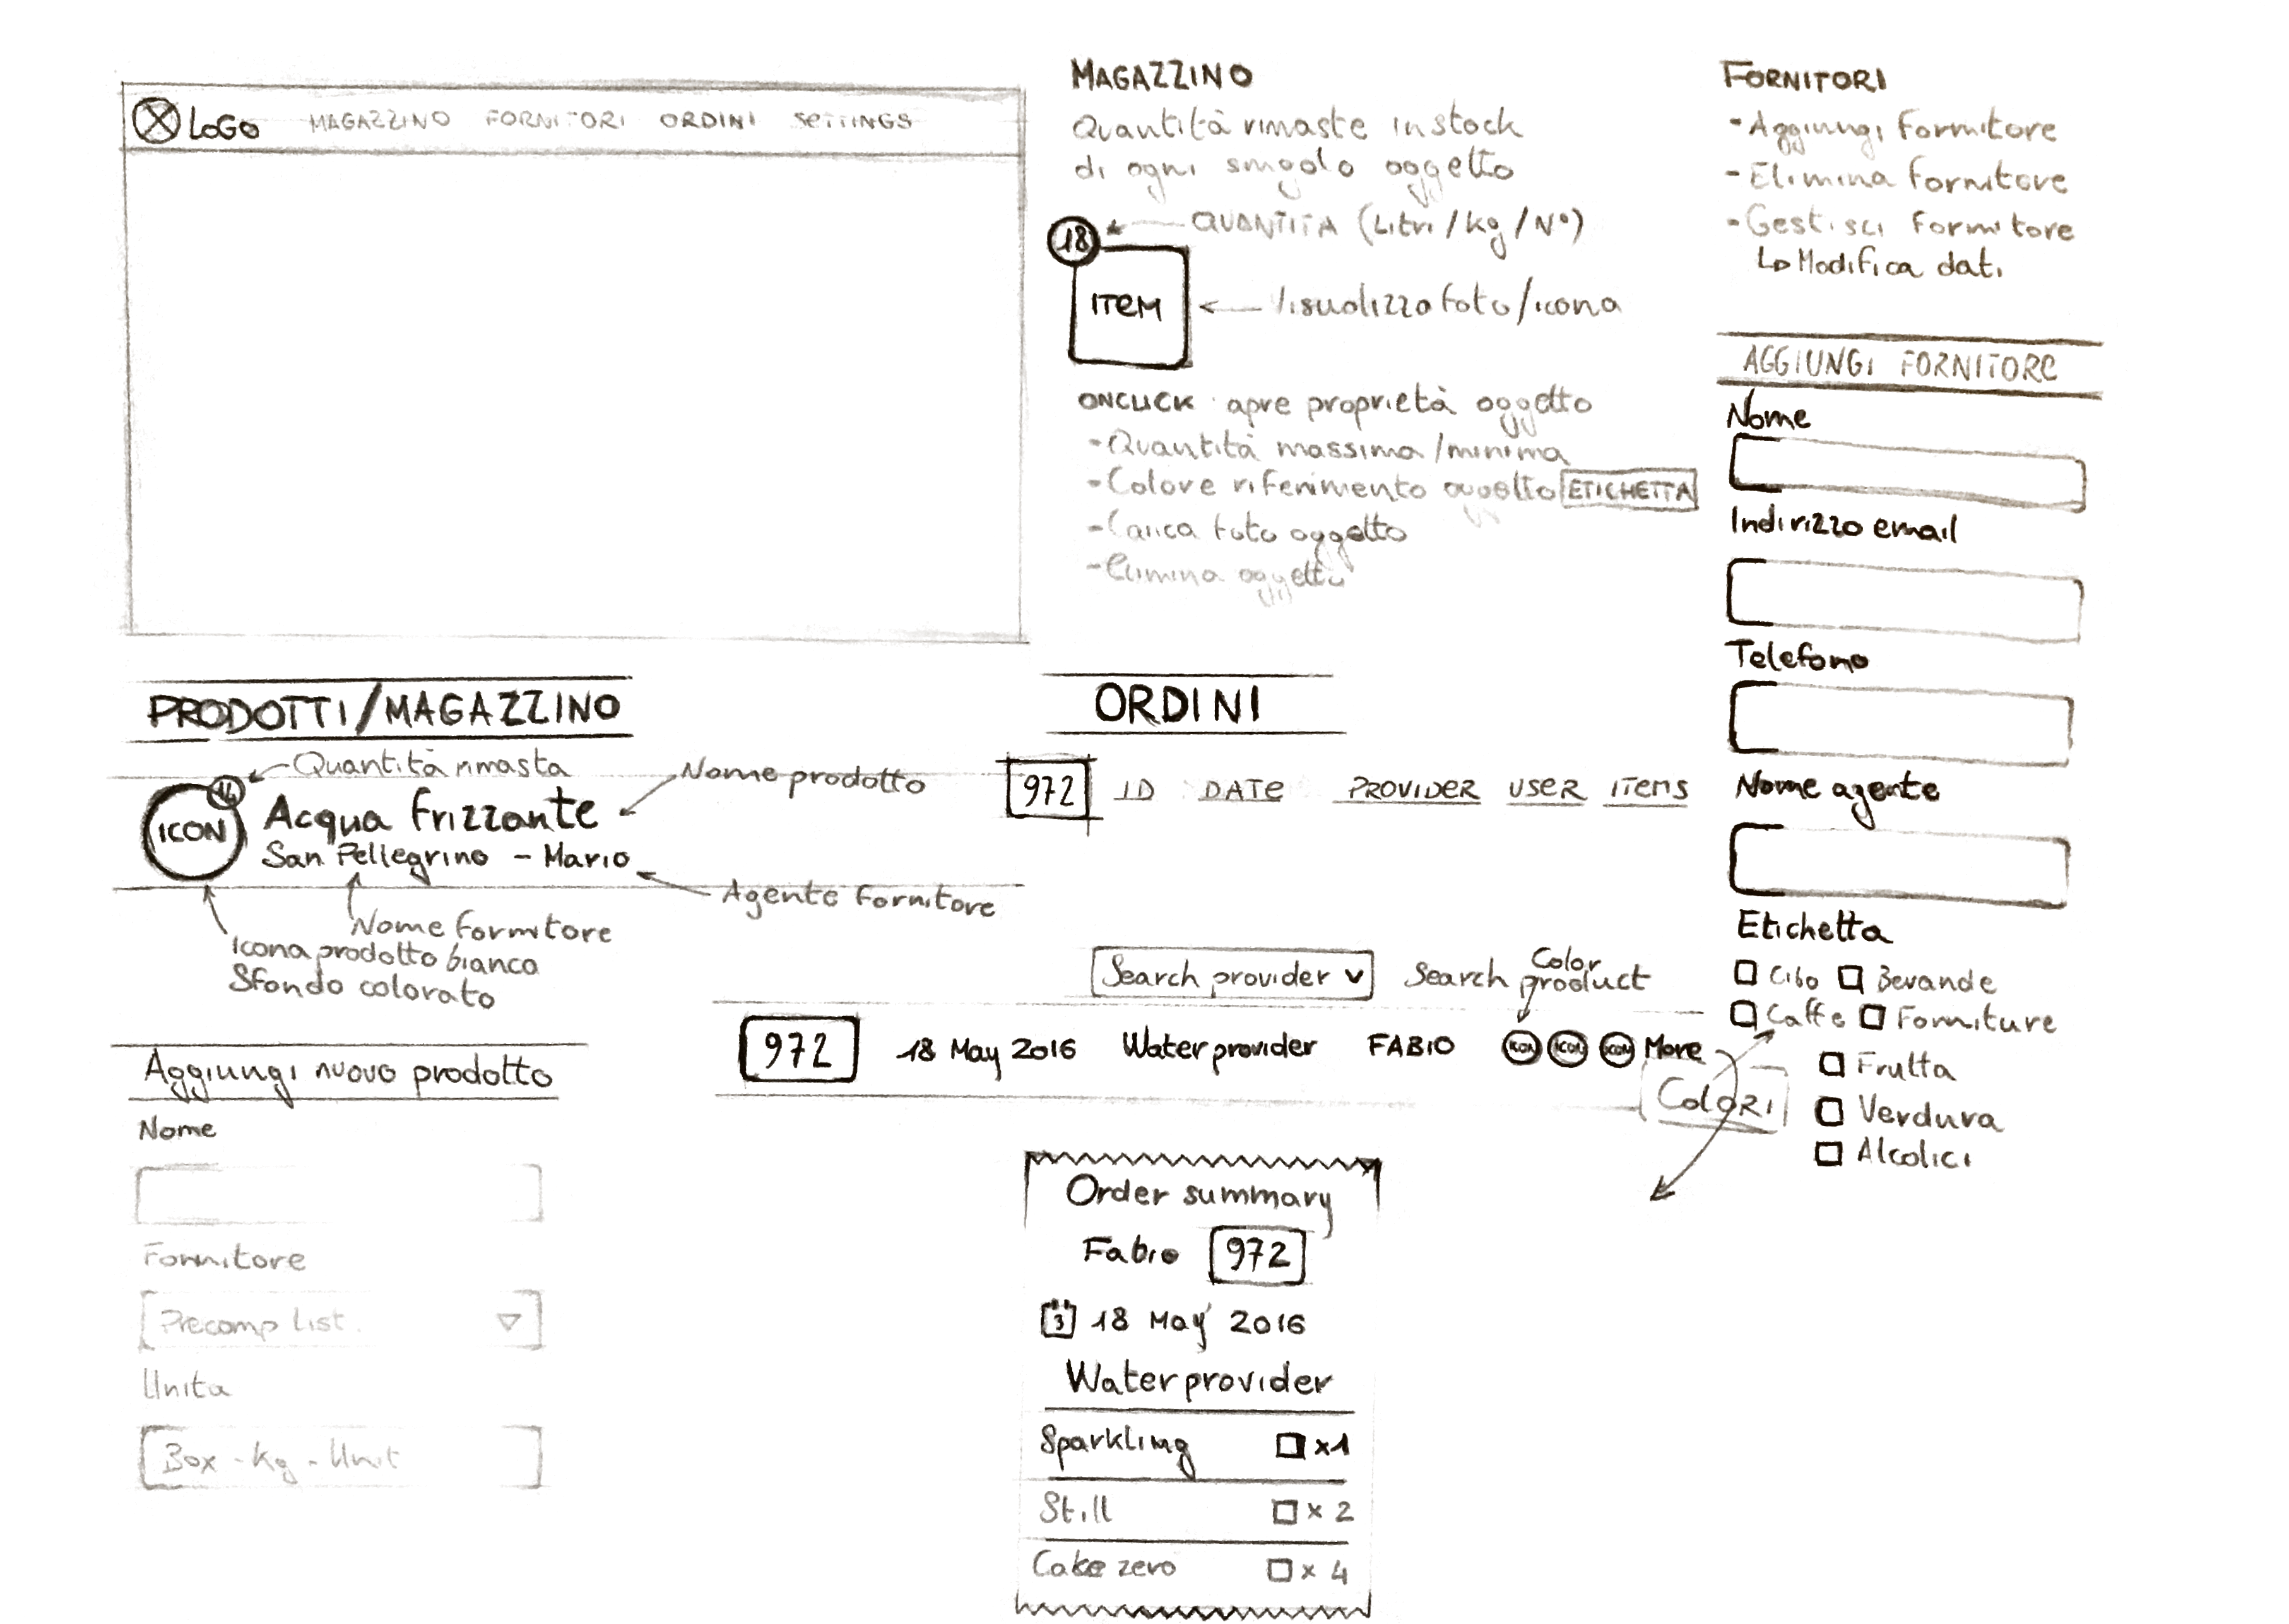 LOGO MAGAZZINO FORNITORI ORDINI SETTINGS
MAGAZZINO
Quantità rimaste in stock
di ogni singolo oggetto
18
QUANTITA (Litri/kg/N°)
ITEM
Visualizza foto/icona
ONCLICK apre proprietà oggetto
-Quantità massima/minima
-Colore riferimento oggetto ETICHETTA
-Carica foto oggetto
-Elimina oggetto
FORNITORI
-Aggiungi fornitore
-Elimina fornitore
-Gestisci fornitore
Modifica dati
AGGIUNGI FORNITORE
Nome
Indirizzo email
Telefono
Nome agente
Etichetta
Cibo Bevande
Caffe Forniture
Frutta
Verdura
Alcolici
PRODOTTI/MAGAZZINO
Quantità rimasta
Nome prodotto
ICON
Acqua frizzante
San Pellegrino - Mario
Agente fornitore
Nome fornitore
Icona prodotto bianco
Sfondo colorato
Aggiungi nuovo prodotto
Nome
Fornitore
Precomp list.
Unita
Box - kg - Unit
ORDINI
972 ID DATE PROVIDER USER ITEMS
Search provider Search product
Color
972 18 May 2016 Water provider FABIO ICON ICON ICON More
COLORI
Order summary
Fabio 972
3 18 May 2016
Water provider
Sparkling x1
Still x 2
Coke zero x 4